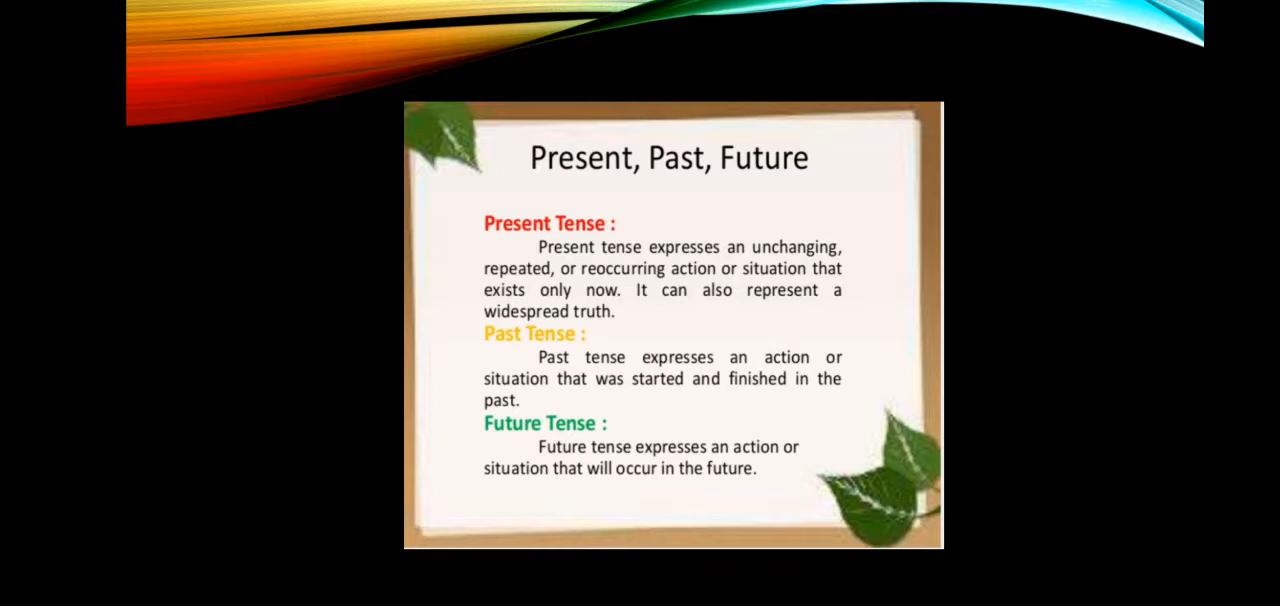 Present, Past, Future
Present Tense :
Present tense expresses an unchanging,
repeated, or reoccurring action or situation that
exists only now. It can also represent a
widespread truth.
Past Tense :
Past tense expresses an action or
situation that was started and finished in the
past.
Future Tense :
Future tense expresses an action or
situation that will occur in the future.